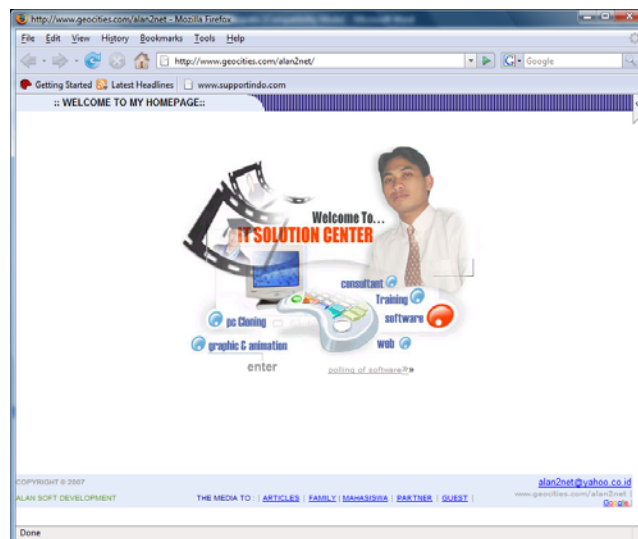 http://www.geocities.com/alan2net - Mozilla Firefox
File Edit View History Bookmarks Tools Help
http://www.geocities.com/alan2net/
Google
Getting Started Latest Headlines www.supportindo.com
:: WELCOME TO MY HOMEPAGE::
Welcome To...
IT SOLUTION CENTER
consultant
Training
pc Cloning
software
graphic & animation
web
enter
polling of software
COPYRIGHT © 2007
alan2net@yahoo.co.id
ALAN SOFT DEVELOPMENT
THE MEDIA TO : | ARTICLES | FAMILY | MAHASISWA | PARTNER | GUEST |
www.geocities.com/alan2net |
Google |
Done